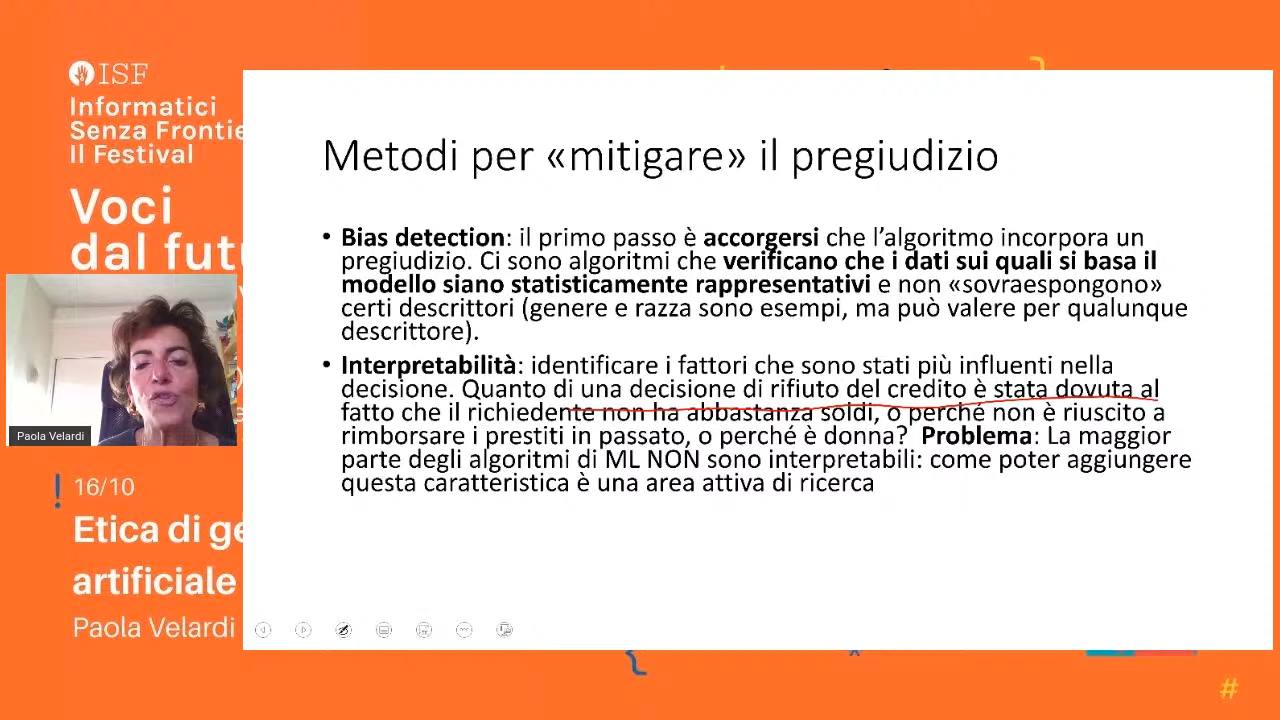 ISF
Informatici
Senza Frontie
Il Festival
Voci
dal futu
Paola Velardi
16/10
Etica di ge
artificiale
Paola Velardi
Metodi per «mitigare» il pregiudizio
• Bias detection: il primo passo è accorgersi che l’algoritmo incorpora un
pregiudizio. Ci sono algoritmi che verificano che i dati sui quali si basa il
modello siano statisticamente rappresentativi e non «sovraespongono»
certi descrittori (genere e razza sono esempi, ma può valere per qualunque
descrittore).
• Interpretabilità: identificare i fattori che sono stati più influenti nella
decisione. Quanto di una decisione di rifiuto del credito è stata dovuta al
fatto che il richiedente non ha abbastanza soldi, o perché non è riuscito a
rimborsare i prestiti in passato, o perché è donna? Problema: La maggior
parte degli algoritmi di ML NON sono interpretabili: come poter aggiungere
questa caratteristica è una area attiva di ricerca
#